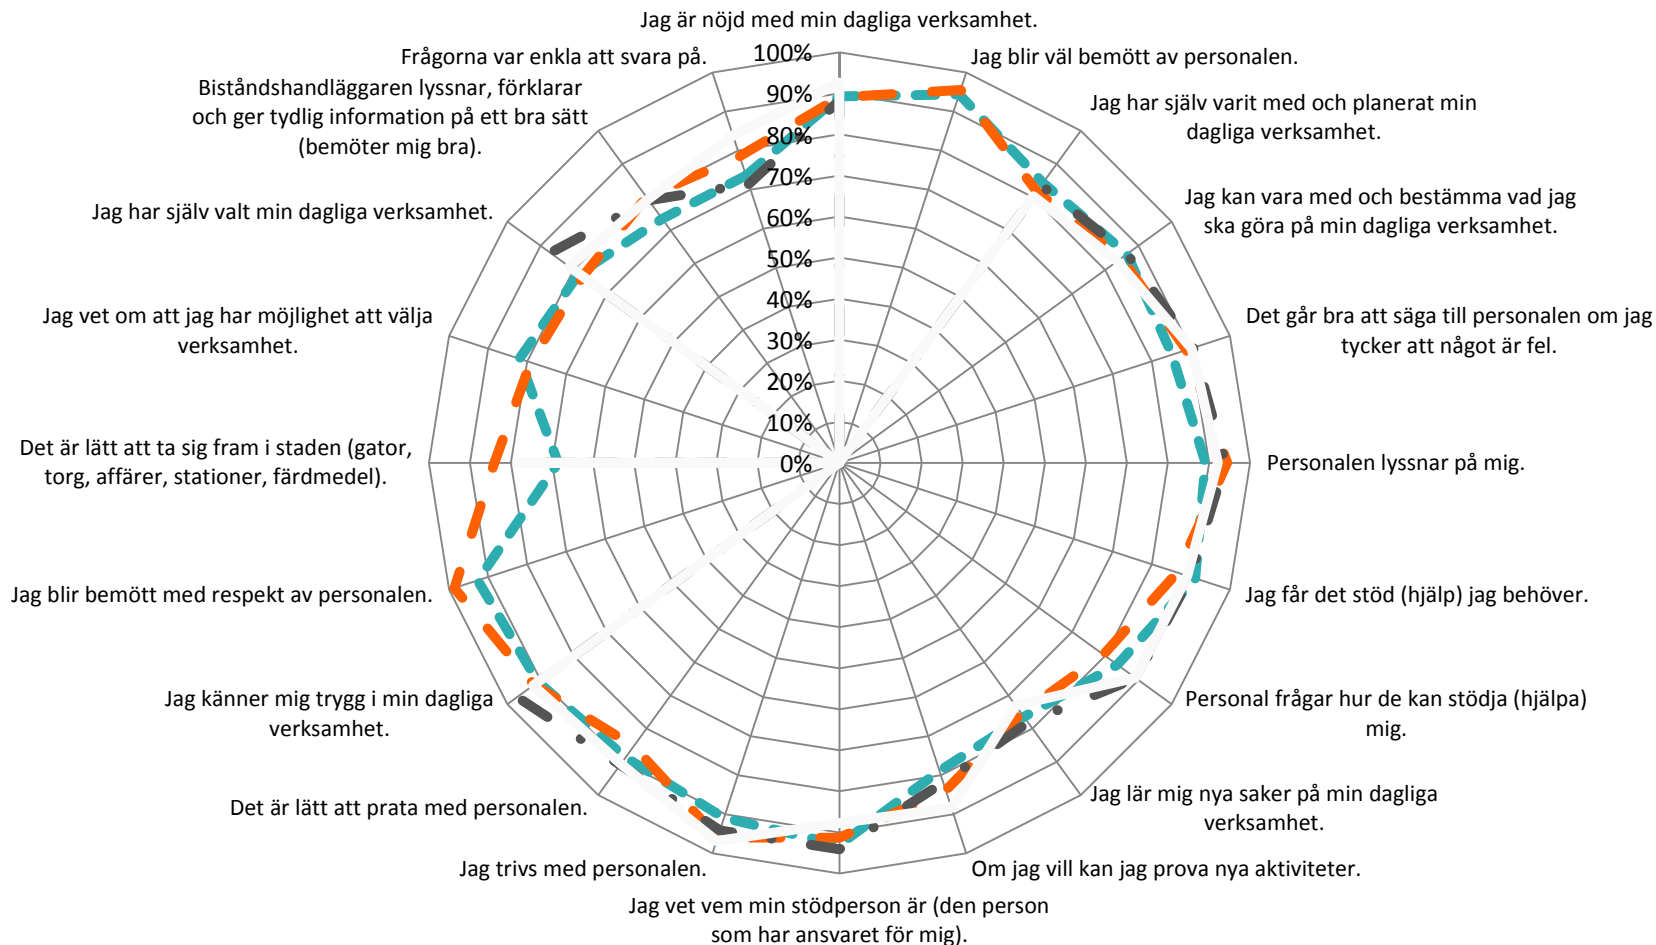 Jag är nöjd med min dagliga verksamhet.
Jag blir väl bemött av personalen.
Jag har själv varit med och planerat min
dagliga verksamhet.
Jag kan vara med och bestämma vad jag
ska göra på min dagliga verksamhet.
Det går bra att säga till personalen om jag
tycker att något är fel.
Personalen lyssnar på mig.
Jag får det stöd (hjälp) jag behöver.
Personal frågar hur de kan stödja (hjälpa)
mig.
Jag lär mig nya saker på min dagliga
verksamhet.
Om jag vill kan jag prova nya aktiviteter.
Jag vet vem min stödperson är (den person
som har ansvaret för mig).
Jag trivs med personalen.
Det är lätt att prata med personalen.
Jag känner mig trygg i min dagliga
verksamhet.
Jag blir bemött med respekt av personalen.
Det är lätt att ta sig fram i staden (gator,
torg, affärer, stationer, färdmedel).
Jag vet om att jag har möjlighet att välja
verksamhet.
Jag har själv valt min dagliga verksamhet.
Biståndshandläggaren lyssnar, förklarar
och ger tydlig information på ett bra sätt
(bemöter mig bra).
Frågorna var enkla att svara på.
100%
90%
80%
70%
60%
50%
40%
30%
20%
10%
0%